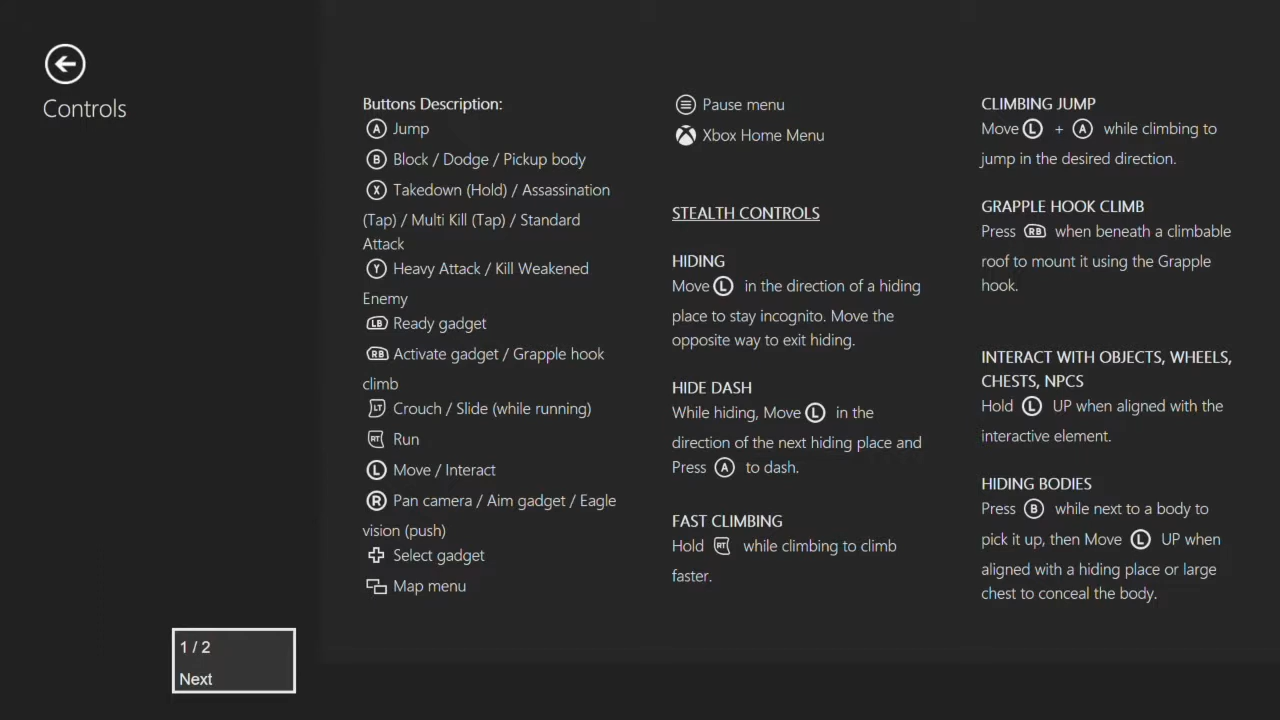 Controls
Buttons Description:
A Jump
B Block / Dodge / Pickup body
X Takedown (Hold) / Assassination
(Tap) / Multi Kill (Tap) / Standard
Attack
Y Heavy Attack / Kill Weakened
Enemy
LB Ready gadget
RB Activate gadget / Grapple hook
climb
LT Crouch / Slide (while running)
RT Run
L Move / Interact
R Pan camera / Aim gadget / Eagle
vision (push)
Select gadget
Map menu
Pause menu
Xbox Home Menu
STEALTH CONTROLS
HIDING
Move L in the direction of a hiding
place to stay incognito. Move the
opposite way to exit hiding.
HIDE DASH
While hiding, Move L in the
direction of the next hiding place and
Press A to dash.
FAST CLIMBING
Hold RT while climbing to climb
faster.
CLIMBING JUMP
Move L + A while climbing to
jump in the desired direction.
GRAPPLE HOOK CLIMB
Press RB when beneath a climbable
roof to mount it using the Grapple
hook.
INTERACT WITH OBJECTS, WHEELS,
CHESTS, NPCS
Hold L UP when aligned with the
interactive element.
HIDING BODIES
Press B while next to a body to
pick it up, then Move L UP when
aligned with a hiding place or large
chest to conceal the body.
1 / 2
Next